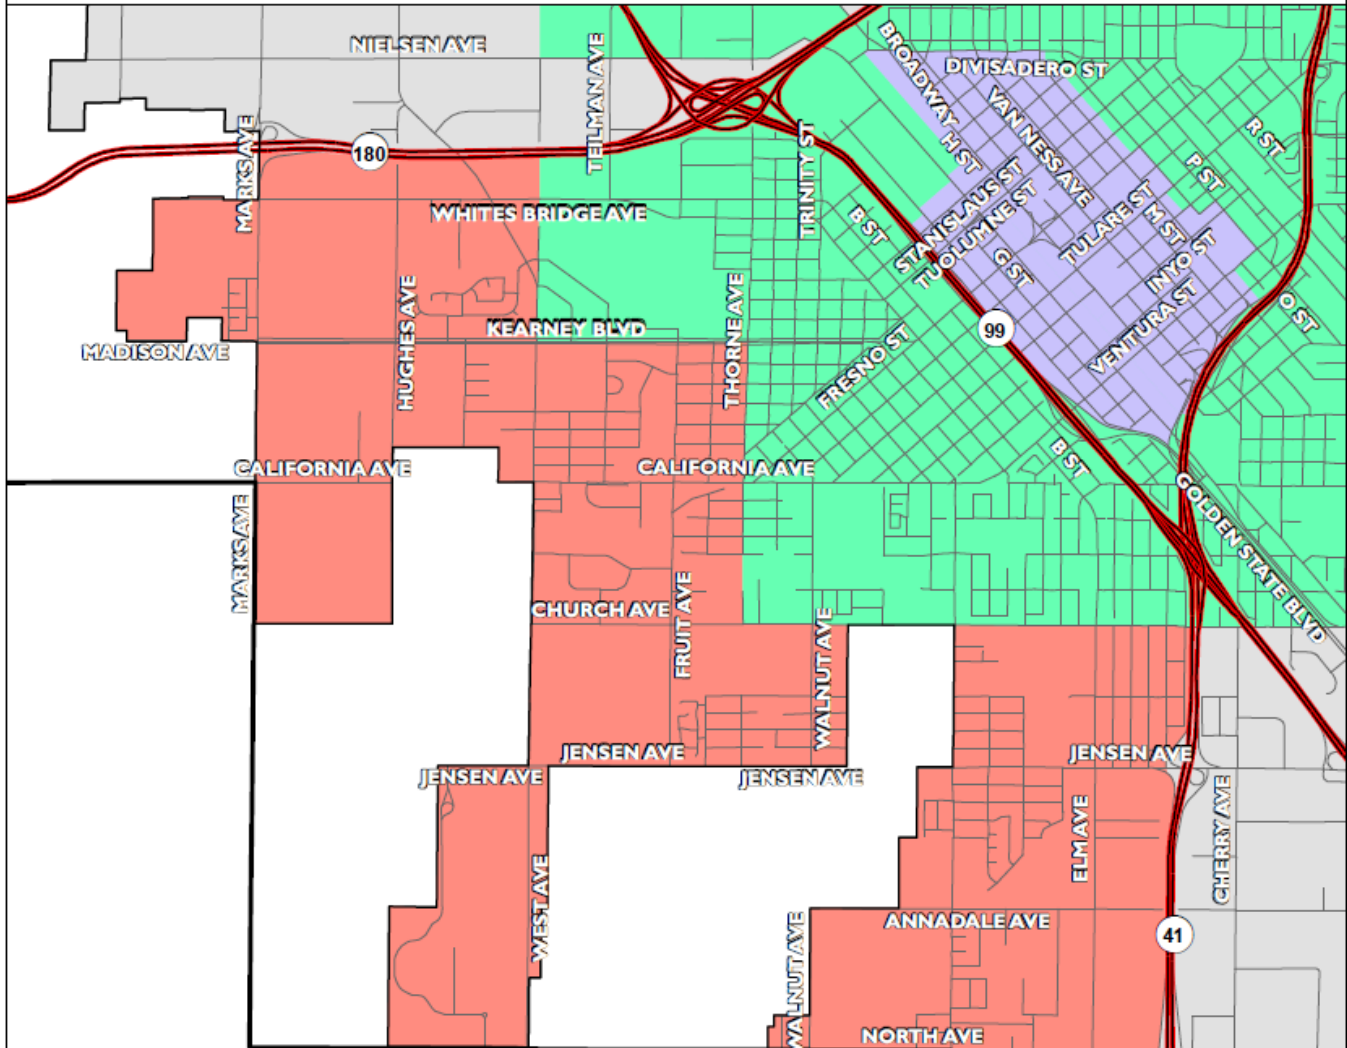 NIELSEN AVE
TEILMAN AVE
BROADWAY
DIVISADERO ST
VAN NESS AVE
H ST
R ST
P ST
MARKS AVE
180
TRINITY ST
WHITES BRIDGE AVE
B ST
STANISLAUS ST
TUOLUMNE ST
TULARE ST
M ST
INYO ST
G ST
VENTURA ST
O ST
HUGHES AVE
THORNE AVE
KEARNEY BLVD
99
FRESNO ST
MADISON AVE
CALIFORNIA AVE
CALIFORNIA AVE
B ST
GOLDEN STATE BLVD
MARKS AVE
CHURCH AVE
FRUIT AVE
WALNUT AVE
JENSEN AVE
JENSEN AVE
JENSEN AVE
JENSEN AVE
ELM AVE
CHERRY AVE
WEST AVE
ANNADALE AVE
WALNUT AVE
41
NORTH AVE